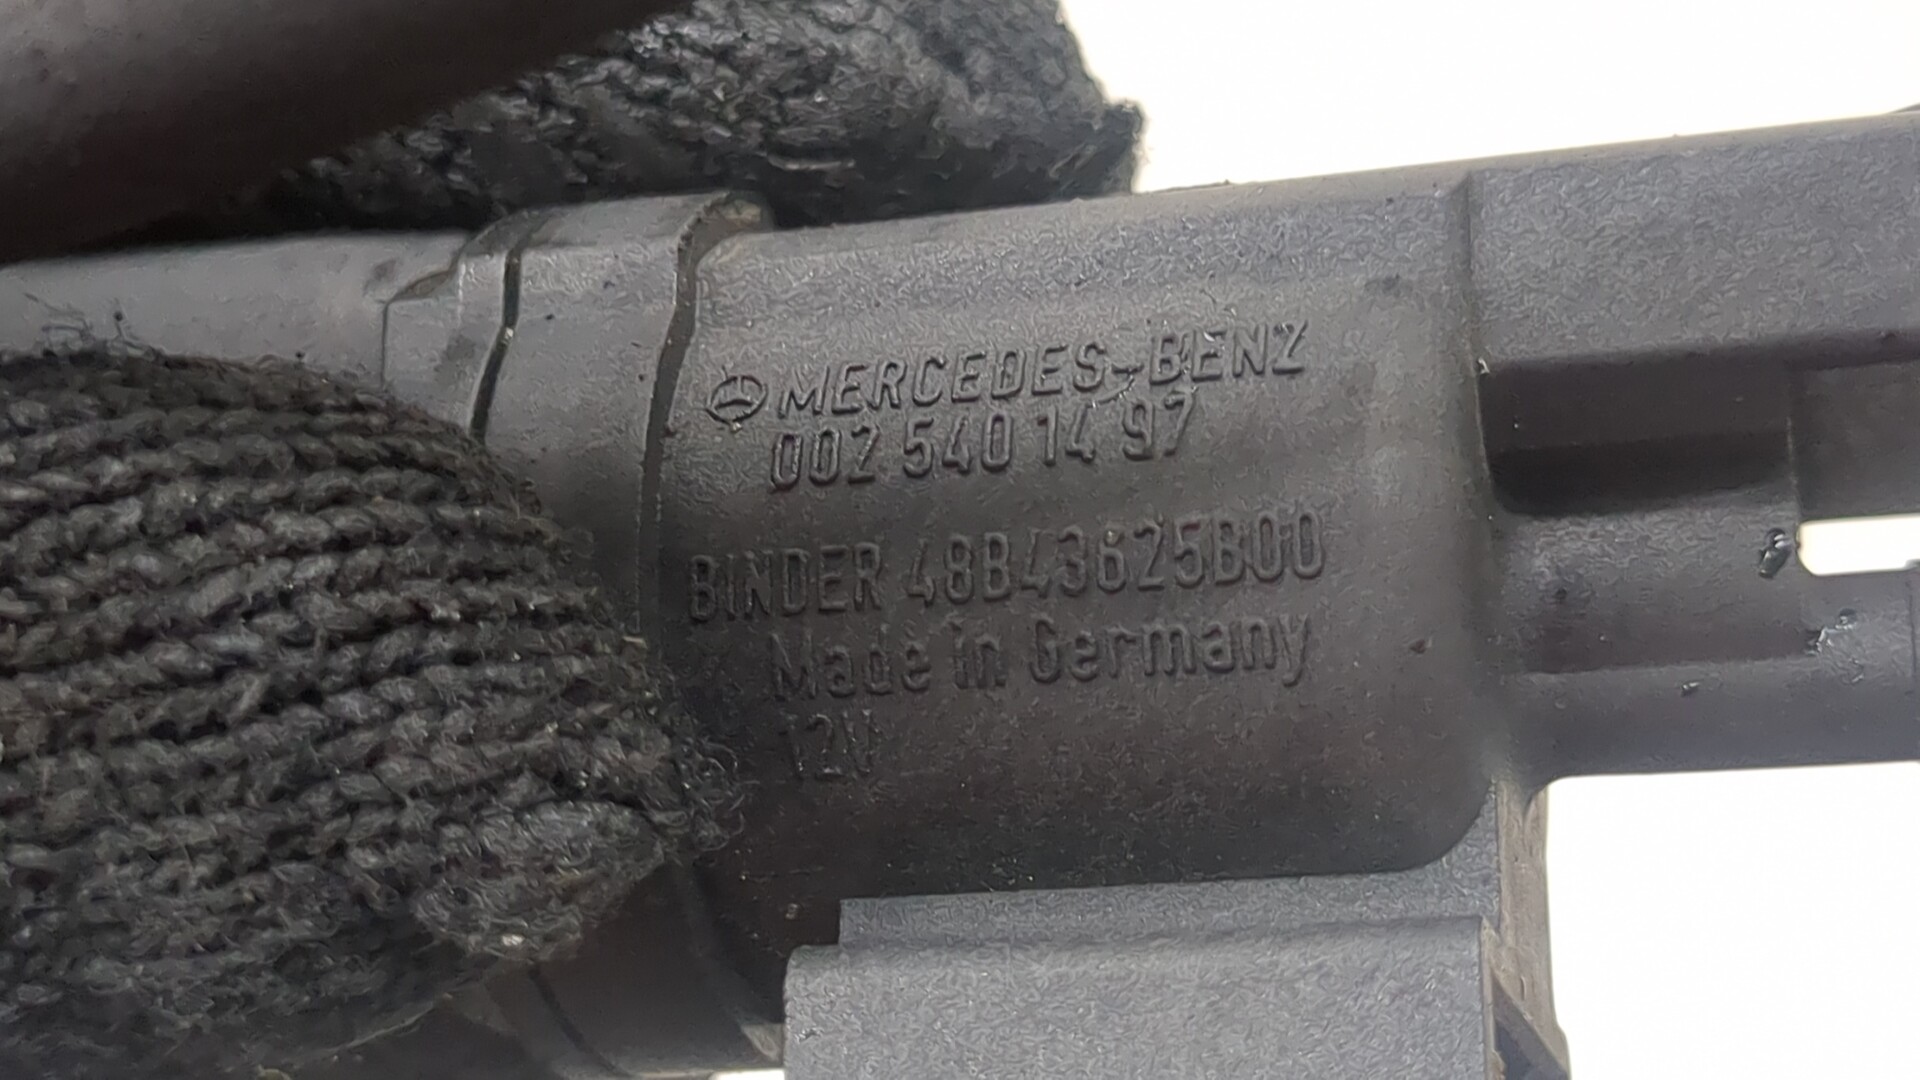 MERCEDES-BENZ
002 540 14 97
BINDER 48B43625B00
Made in Germany
12V